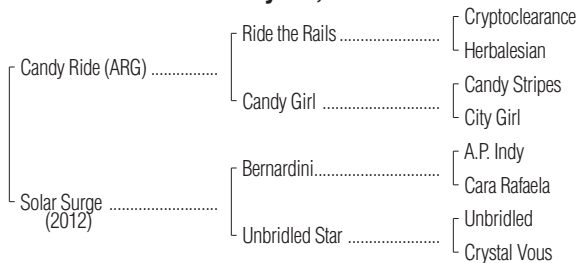 Cryptoclearance
Ride the Rails
Herbalesian
Candy Ride (ARG)
Candy Stripes
Candy Girl
City Girl
A.P. Indy
Bernardini
Cara Rafaela
Solar Surge
(2012)
Unbridled
Unbridled Star
Crystal Vous